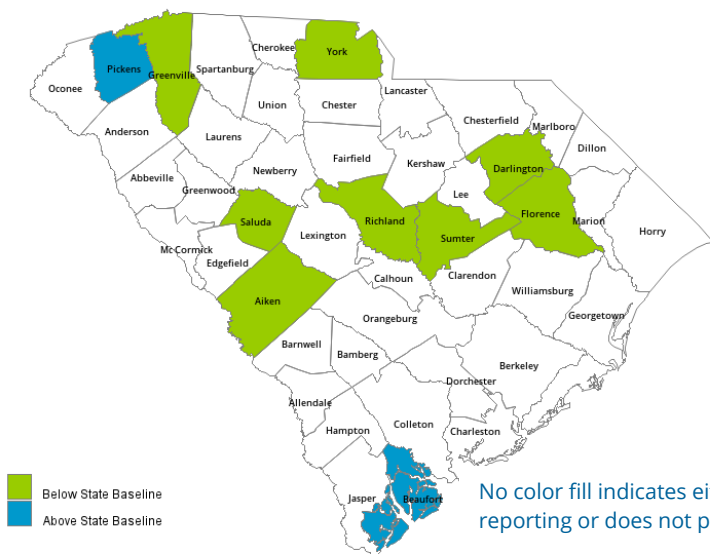 Cherokee
York
Pickens
Greenville
Spartanburg
Oconee
Union
Chester
Lancaster
Anderson
Laurens
Chesterfield
Marlboro
Dillon
Fairfield
Kershaw
Darlington
Abbeville
Greenwood
Newberry
Lee
Saluda
Richland
Florence
Marion
Horry
Lexington
Sumter
McCormick
Edgefield
Calhoun
Clarendon
Williamsburg
Aiken
Orangeburg
Georgetown
Barnwell
Bamberg
Berkeley
Dorchester
Allendale
Hampton
Colleton
Charleston
Jasper
Beaufort
Below State Baseline
Above State Baseline
No color fill indicates ei
reporting or does not p